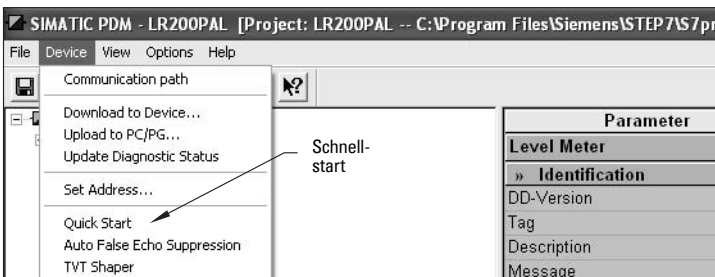 SIMATIC PDM - LR200PAL [Project: LR200PAL -- C:\Program Files\Siemens\STEP7\S7pr
File Device View Options Help
Communication path
Download to Device...
Upload to PC/PG...
Update Diagnostic Status
Set Address...
Quick Start
Auto False Echo Suppression
TVT Shaper
Schnell-
start
Parameter
Level Meter
» Identification
DD-Version
Tag
Description
Message